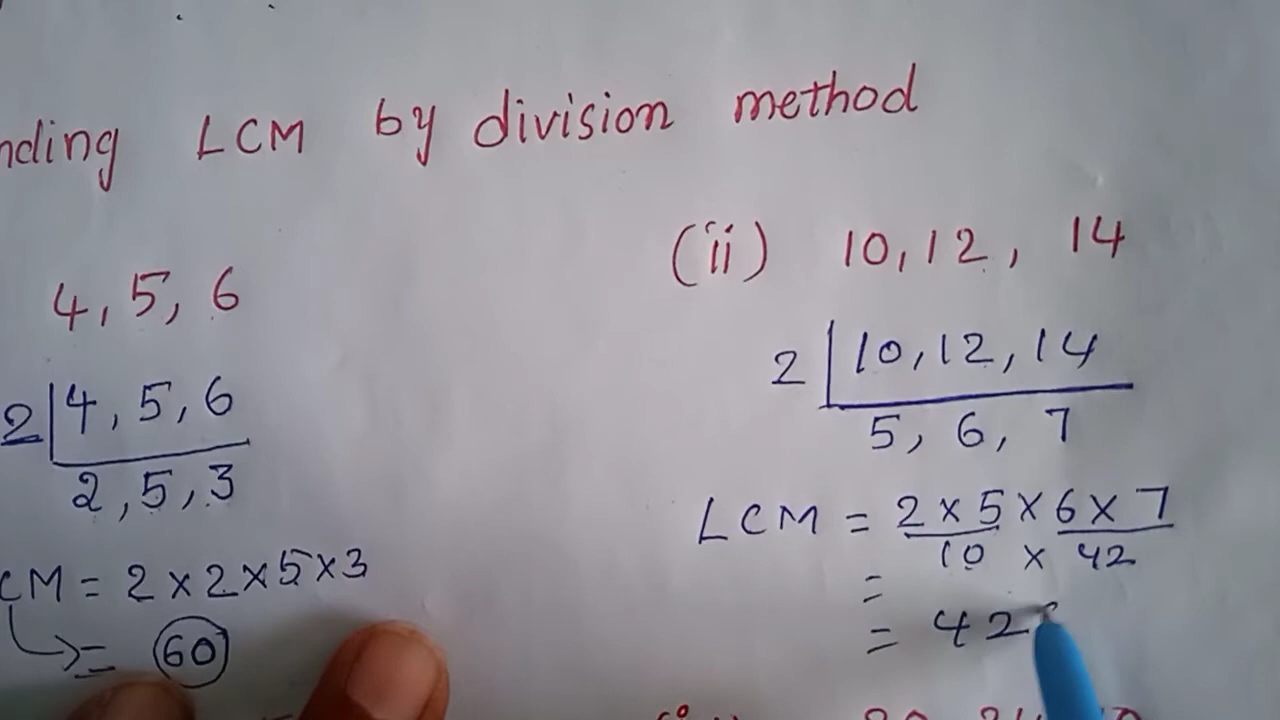 nding LCM by division method
4, 5, 6
2 4, 5, 6
2, 5, 3
CM = 2 × 2 × 5 × 3
= 60
(ii) 10, 12, 14
2 10, 12, 14
5, 6, 7
LCM = 2 × 5 × 6 × 7
= 10 × 42
= 42